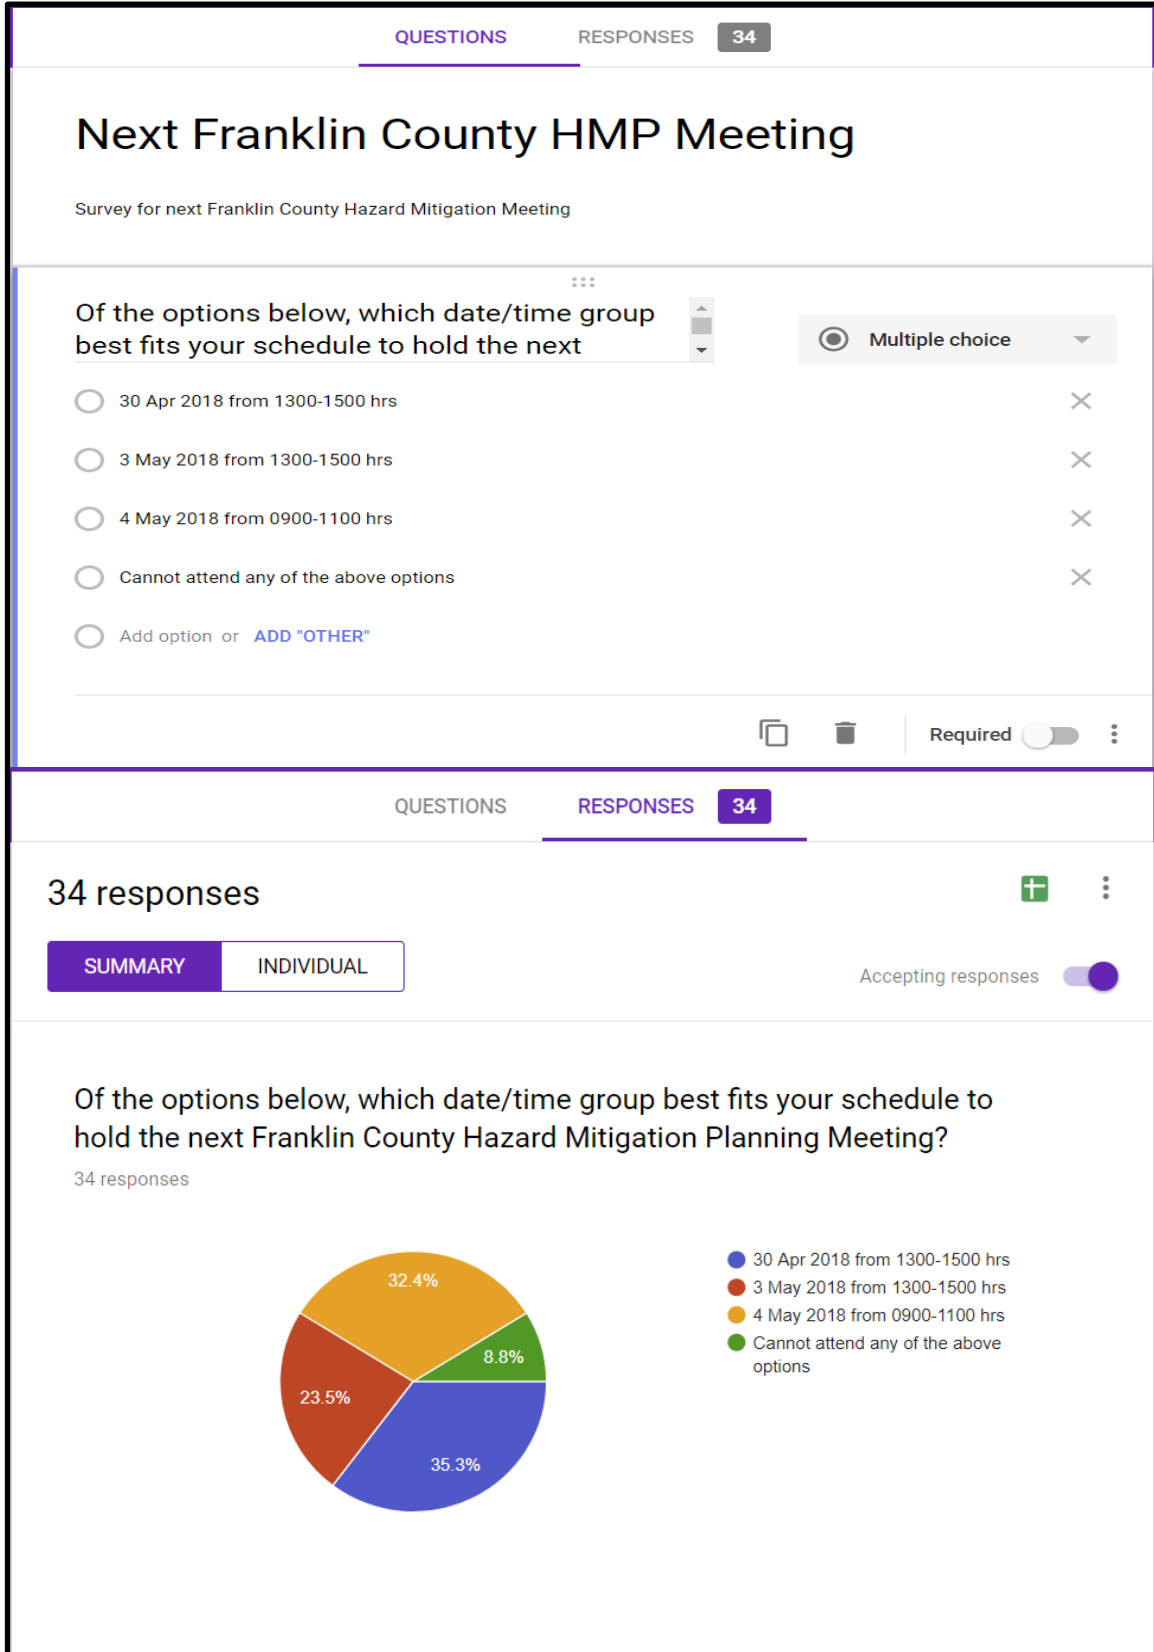 QUESTIONS RESPONSES 34
Next Franklin County HMP Meeting
Survey for next Franklin County Hazard Mitigation Meeting
Of the options below, which date/time group
best fits your schedule to hold the next
Multiple choice
30 Apr 2018 from 1300-1500 hrs
3 May 2018 from 1300-1500 hrs
4 May 2018 from 0900-1100 hrs
Cannot attend any of the above options
Add option or ADD "OTHER"
Required
QUESTIONS RESPONSES 34
34 responses
SUMMARY INDIVIDUAL
Accepting responses
Of the options below, which date/time group best fits your schedule to
hold the next Franklin County Hazard Mitigation Planning Meeting?
34 responses
32.4%
8.8%
23.5%
35.3%
30 Apr 2018 from 1300-1500 hrs
3 May 2018 from 1300-1500 hrs
4 May 2018 from 0900-1100 hrs
Cannot attend any of the above
options